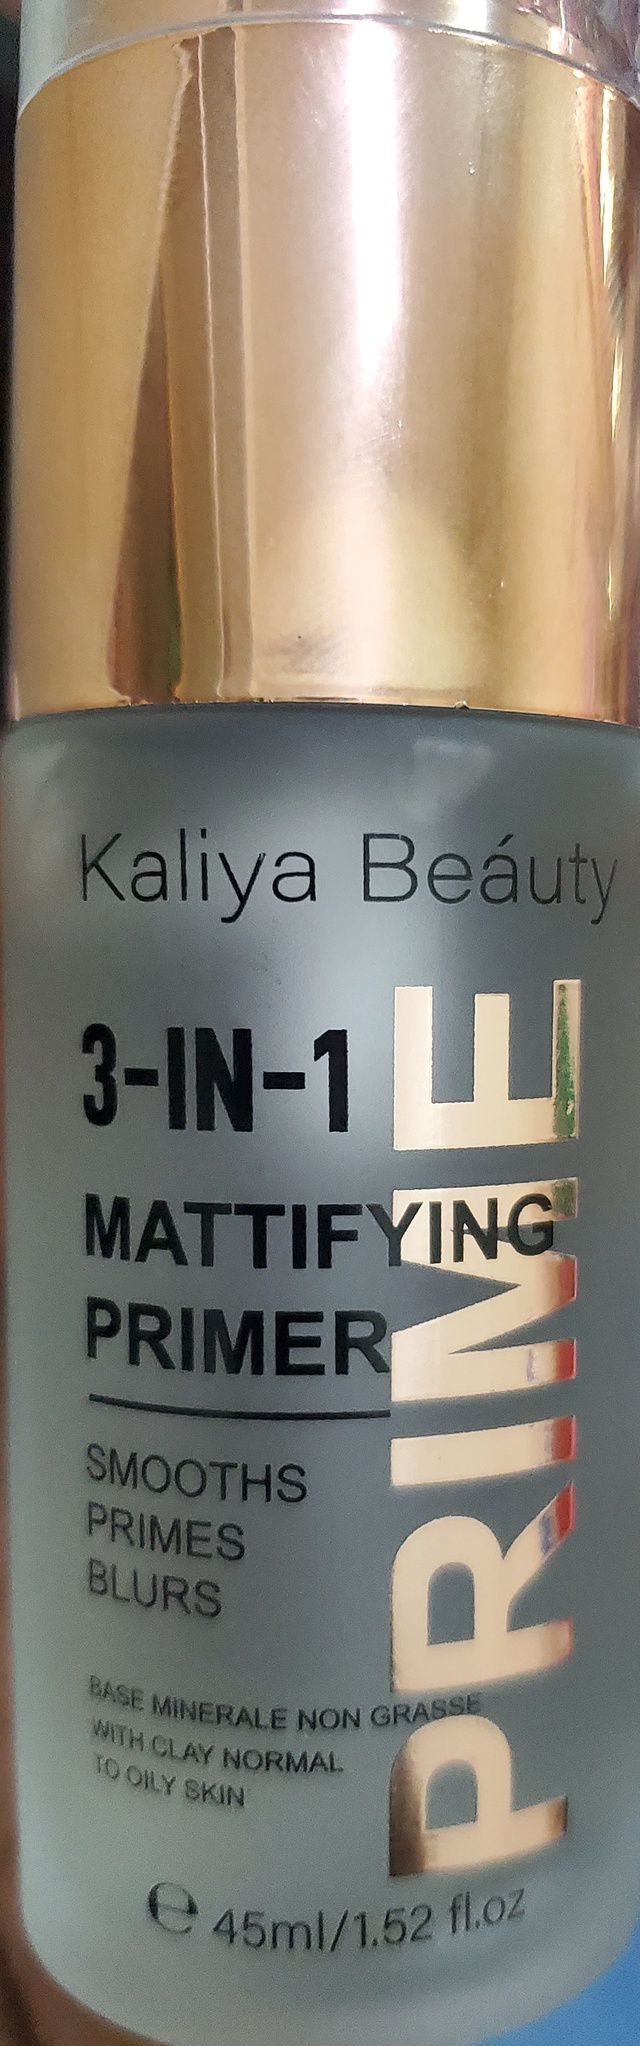 Kaliya Beáuty
3-IN-1
MATTIFYING
PRIMER
SMOOTHS
PRIMES
BLURS
BASE MINERALE NON GRASSE
WITH CLAY NORMAL
TO OILY SKIN
℮ 45ml/1.52 fl.oz
PRIME